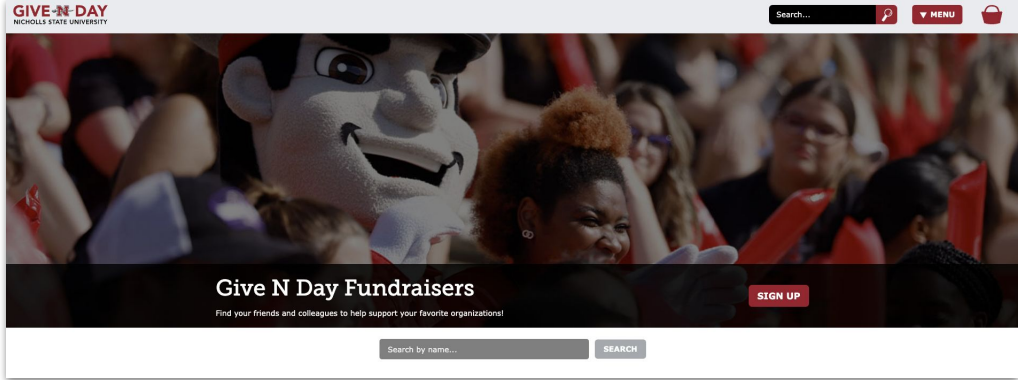 GIVE-N-DAY
NICHOLLS STATE UNIVERSITY
Search...
▼ MENU
Give N Day Fundraisers
Find your friends and colleagues to help support your favorite organizations!
SIGN UP
Search by name...
SEARCH